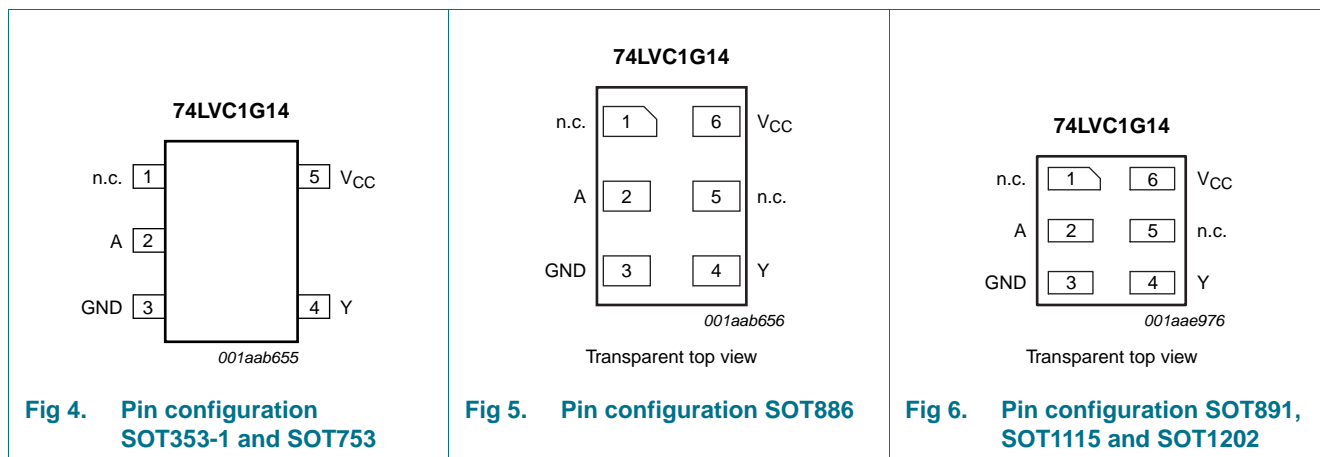 74LVC1G14
n.c. 1
5 VCC
A 2
GND 3
4 Y
001aab655
Fig 4. Pin configuration
SOT353-1 and SOT753
74LVC1G14
n.c. 1 6 VCC
A 2 5 n.c.
GND 3 4 Y
001aab656
Transparent top view
Fig 5. Pin configuration SOT886
74LVC1G14
n.c. 1 6 VCC
A 2 5 n.c.
GND 3 4 Y
001aae976
Transparent top view
Fig 6. Pin configuration SOT891,
SOT1115 and SOT1202